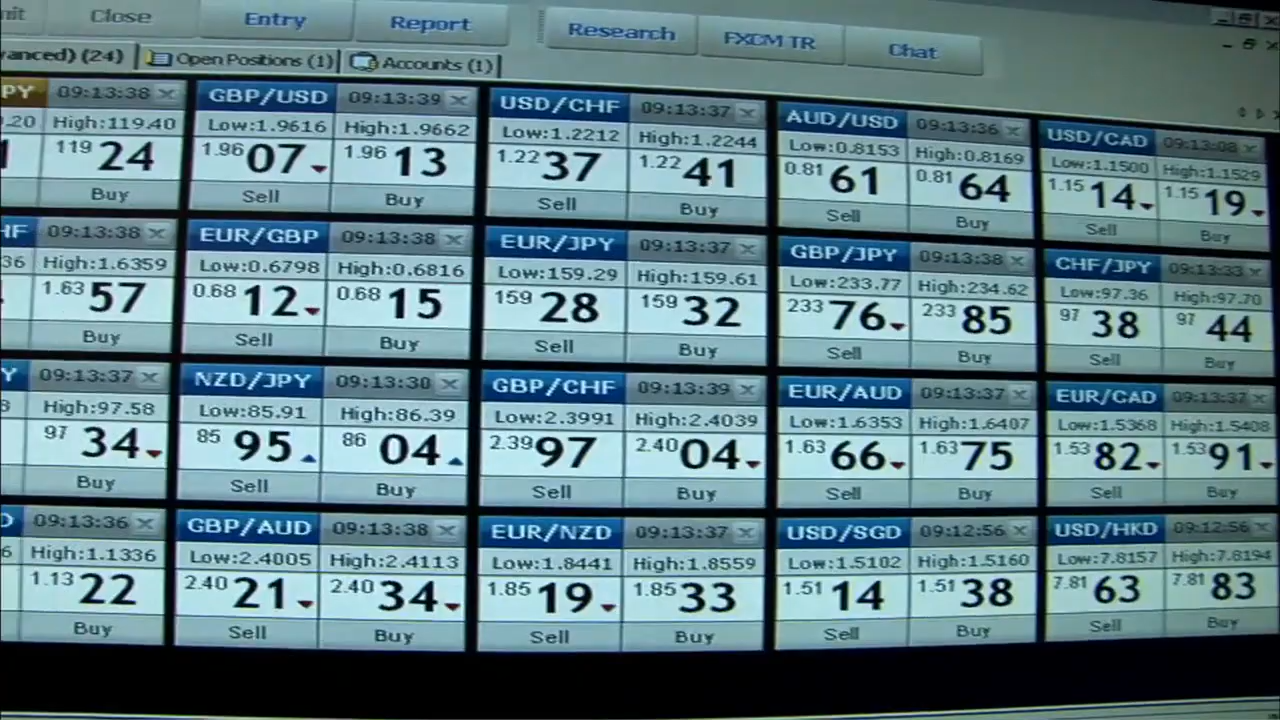 Close Entry Report Research FXCM TR Chat
(24) Open Positions (1) Accounts (1)
PY 09:13:38 GBP/USD 09:13:39 USD/CHF 09:13:37 AUD/USD 09:13:36 USD/CAD 09:13:08
.20 High:119.40 Low:1.9616 High:1.9662 Low:1.2212 High:1.2244 Low:0.8153 High:0.8169 Low:1.1500 High:1.1529
119 24 1.96 07 1.96 13 1.22 37 1.22 41 0.81 61 0.81 64 1.15 14 1.15 19
Buy Sell Buy Sell Buy Sell Buy Sell Buy
HF 09:13:38 EUR/GBP 09:13:38 EUR/JPY 09:13:37 GBP/JPY 09:13:38 CHF/JPY 09:13:33
36 High:1.6359 Low:0.6798 High:0.6816 Low:159.29 High:159.61 Low:233.77 High:234.62 Low:97.36 High:97.70
1.63 57 0.68 12 0.68 15 159 28 159 32 233 76 233 85 97 38 97 44
Buy Sell Buy Sell Buy Sell Buy Sell Buy
Y 09:13:37 NZD/JPY 09:13:30 GBP/CHF 09:13:39 EUR/AUD 09:13:37 EUR/CAD 09:13:37
High:97.58 Low:85.91 High:86.39 Low:2.3991 High:2.4039 Low:1.6353 High:1.6407 Low:1.5368 High:1.5408
97 34 85 95 86 04 2.39 97 2.40 04 1.63 66 1.63 75 1.53 82 1.53 91
Buy Sell Buy Sell Buy Sell Buy Sell Buy
D 09:13:36 GBP/AUD 09:13:38 EUR/NZD 09:13:37 USD/SGD 09:12:56 USD/HKD 09:12:56
6 High:1.1336 Low:2.4005 High:2.4113 Low:1.8441 High:1.8559 Low:1.5102 High:1.5160 Low:7.8157 High:7.8194
1.13 22 2.40 21 2.40 34 1.85 19 1.85 33 1.51 14 1.51 38 7.81 63 7.81 83
Buy Sell Buy Sell Buy Sell Buy Sell Buy